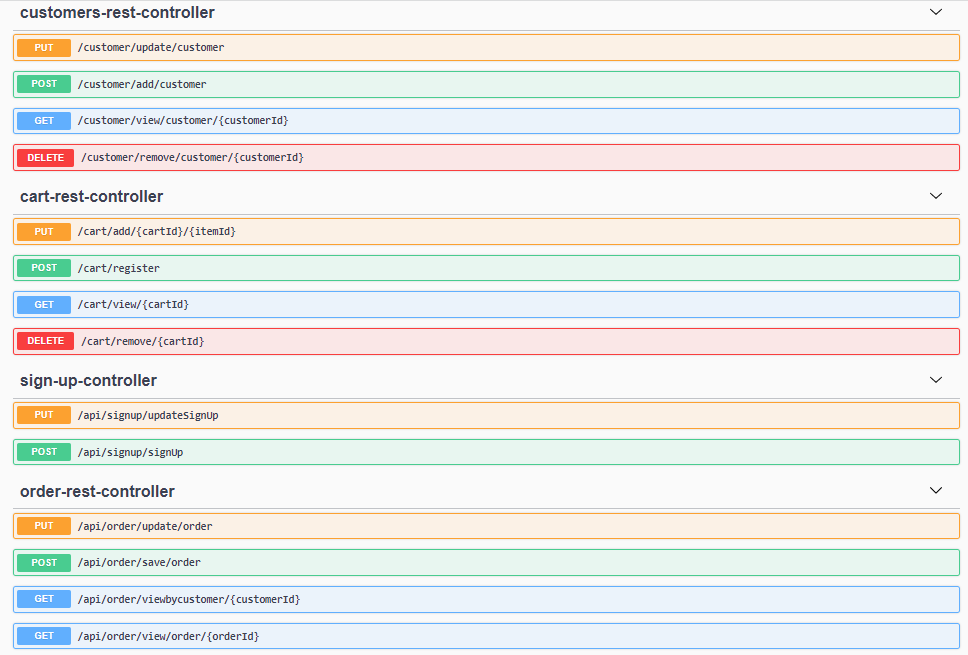 customers-rest-controller
PUT /customer/update/customer
POST /customer/add/customer
GET /customer/view/customer/{customerId}
DELETE /customer/remove/customer/{customerId}
cart-rest-controller
PUT /cart/add/{cartId}/{itemId}
POST /cart/register
GET /cart/view/{cartId}
DELETE /cart/remove/{cartId}
sign-up-controller
PUT /api/signup/updateSignUp
POST /api/signup/signUp
order-rest-controller
PUT /api/order/update/order
POST /api/order/save/order
GET /api/order/viewbycustomer/{customerId}
GET /api/order/view/order/{orderId}